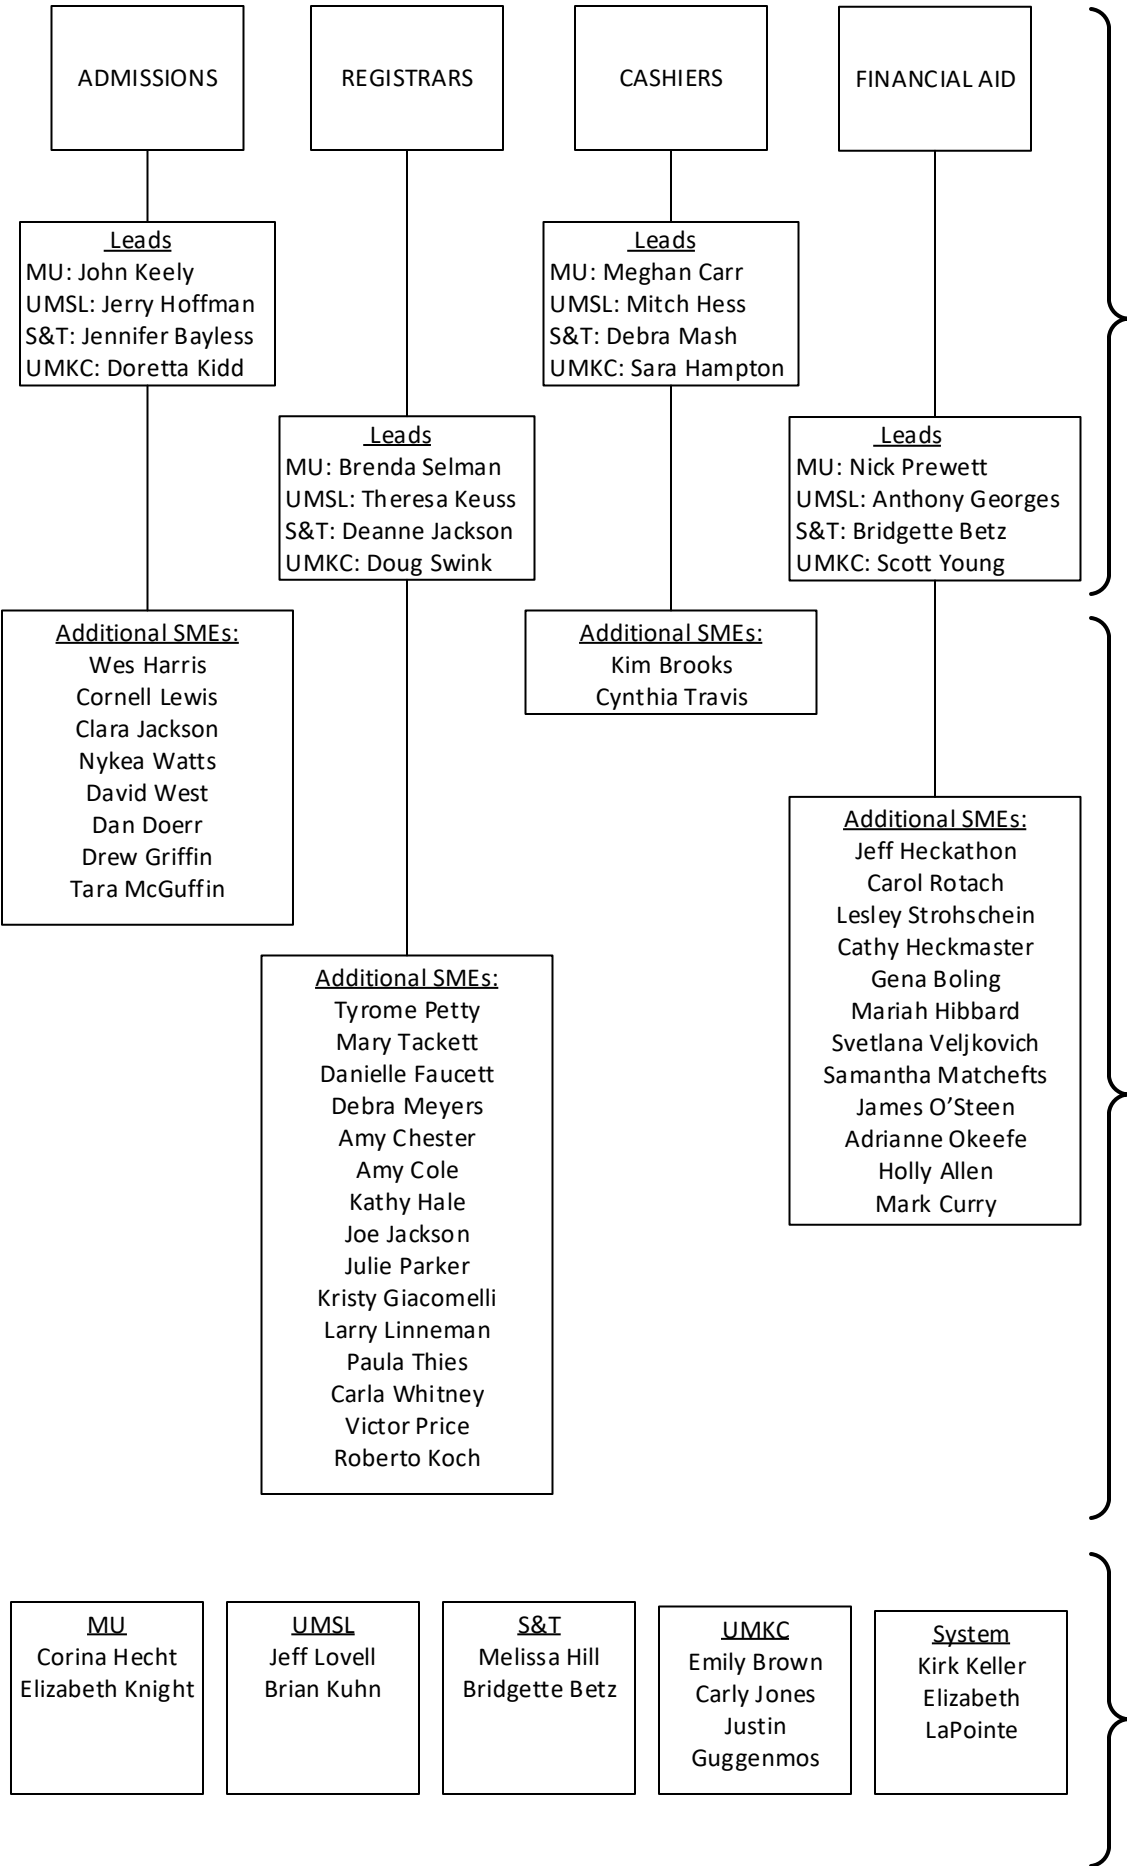 ADMISSIONS
REGISTRARS
CASHIERS
FINANCIAL AID
Leads
MU: John Keely
UMSL: Jerry Hoffman
S&T: Jennifer Bayless
UMKC: Doretta Kidd
Leads
MU: Meghan Carr
UMSL: Mitch Hess
S&T: Debra Mash
UMKC: Sara Hampton
Leads
MU: Brenda Selman
UMSL: Theresa Keuss
S&T: Deanne Jackson
UMKC: Doug Swink
Leads
MU: Nick Prewett
UMSL: Anthony Georges
S&T: Bridgette Betz
UMKC: Scott Young
Additional SMEs:
Wes Harris
Cornell Lewis
Clara Jackson
Nykea Watts
David West
Dan Doerr
Drew Griffin
Tara McGuffin
Additional SMEs:
Kim Brooks
Cynthia Travis
Additional SMEs:
Jeff Heckathon
Carol Rotach
Lesley Strohschein
Cathy Heckmaster
Gena Boling
Mariah Hibbard
Svetlana Veljkovich
Samantha Matchefts
James O’Steen
Adrianne Okeefe
Holly Allen
Mark Curry
Additional SMEs:
Tyrome Petty
Mary Tackett
Danielle Faucett
Debra Meyers
Amy Chester
Amy Cole
Kathy Hale
Joe Jackson
Julie Parker
Kristy Giacomelli
Larry Linneman
Paula Thies
Carla Whitney
Victor Price
Roberto Koch
MU
Corina Hecht
Elizabeth Knight
UMSL
Jeff Lovell
Brian Kuhn
S&T
Melissa Hill
Bridgette Betz
UMKC
Emily Brown
Carly Jones
Justin
Guggenmos
System
Kirk Keller
Elizabeth
LaPointe